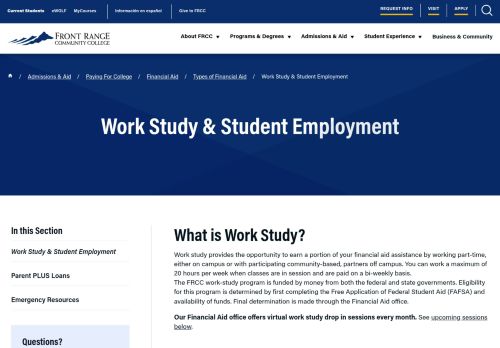 Current Students eWOLF MyCourses Información en español Give to FRCC REQUEST INFO VISIT APPLY
FRONT RANGE
COMMUNITY COLLEGE
About FRCC Programs & Degrees Admissions & Aid Student Experience Business & Community
/ Admissions & Aid / Paying For College / Financial Aid / Types of Financial Aid / Work Study & Student Employment
Work Study & Student Employment
In this Section
Work Study & Student Employment
Parent PLUS Loans
Emergency Resources
Questions?
What is Work Study?
Work study provides the opportunity to earn a portion of your financial aid assistance by working part-time,
either on campus or with participating community-based, partners off campus. You can work a maximum of
20 hours per week when classes are in session and are paid on a bi-weekly basis.
The FRCC work-study program is funded by money from both the federal and state governments. Eligibility
for this program is determined by first completing the Free Application of Federal Student Aid (FAFSA) and
availability of funds. Final determination is made through the Financial Aid office.
Our Financial Aid office offers virtual work study drop in sessions every month. See upcoming sessions
below.